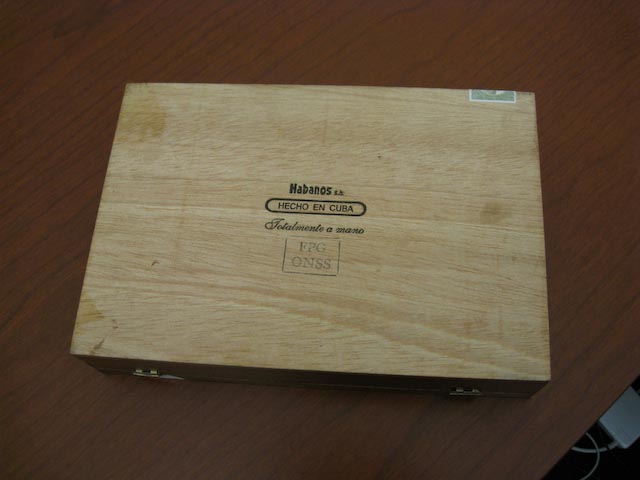 Habanos s.a.
HECHO EN CUBA
Totalmente a mano
EPG
ONSS